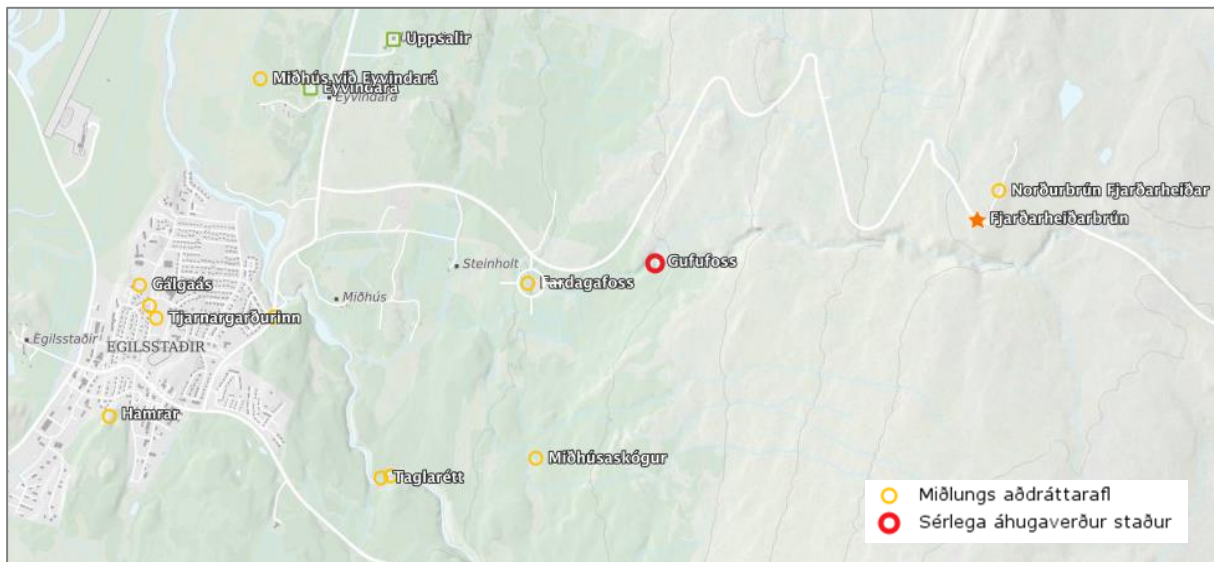 Uppsalir
Miðhús við Eyvindará
Eyvindará
Eyvindará
Norðurbrún Fjarðarheiðar
Fjarðarheiðarbrún
Gufufoss
Steinholt
Fardagafoss
Gálgaás
Miðhús
Tjarnargarðurinn
Egilsstaðir
EGILSSTAÐIR
Hamrar
Miðhúsaskógur
Taglarétt
Miðlungs aðdráttarafl
Sérlega áhugaverður staður